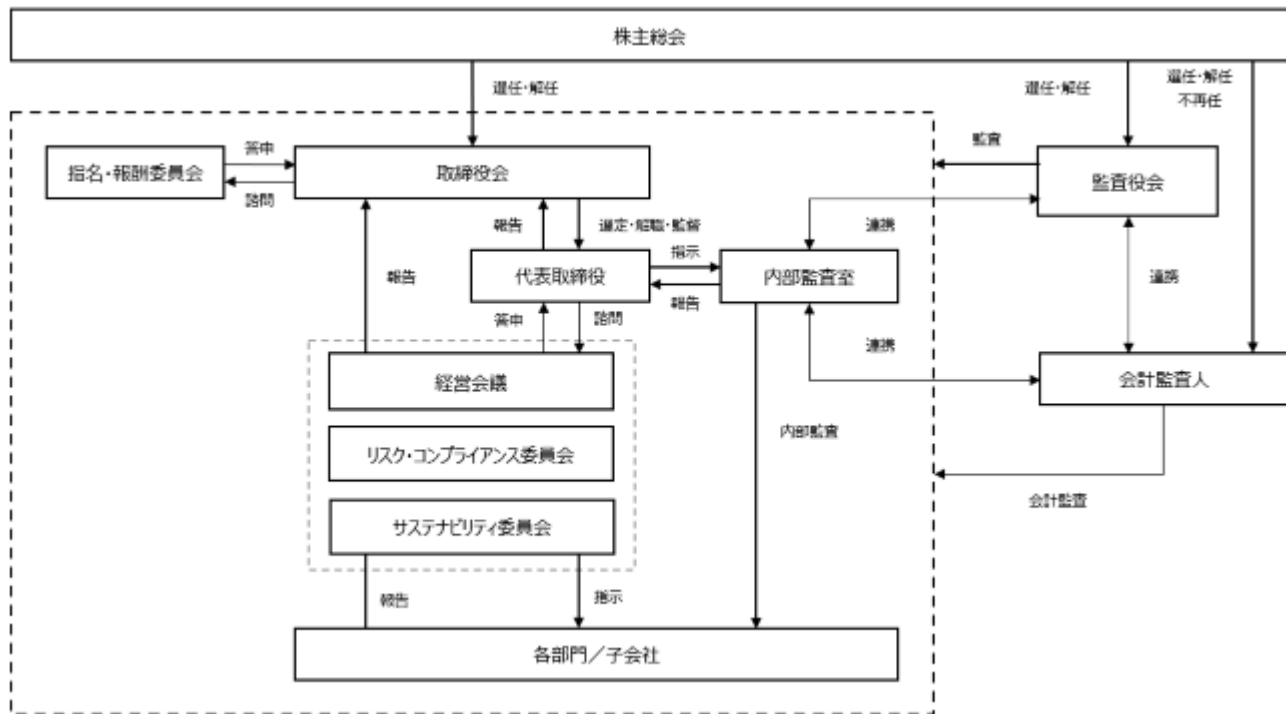 株主総会
選任・解任
選任・解任
選任・解任
不再任
監査
指名・報酬委員会
答申
諮問
取締役会
監査役会
報告
選定・解職・監督
連携
報告
代表取締役
指示
報告
内部監査室
連携
答申
諮問
連携
経営会議
会計監査人
リスク・コンプライアンス委員会
内部監査
サステナビリティ委員会
会計監査
報告
指示
各部門／子会社